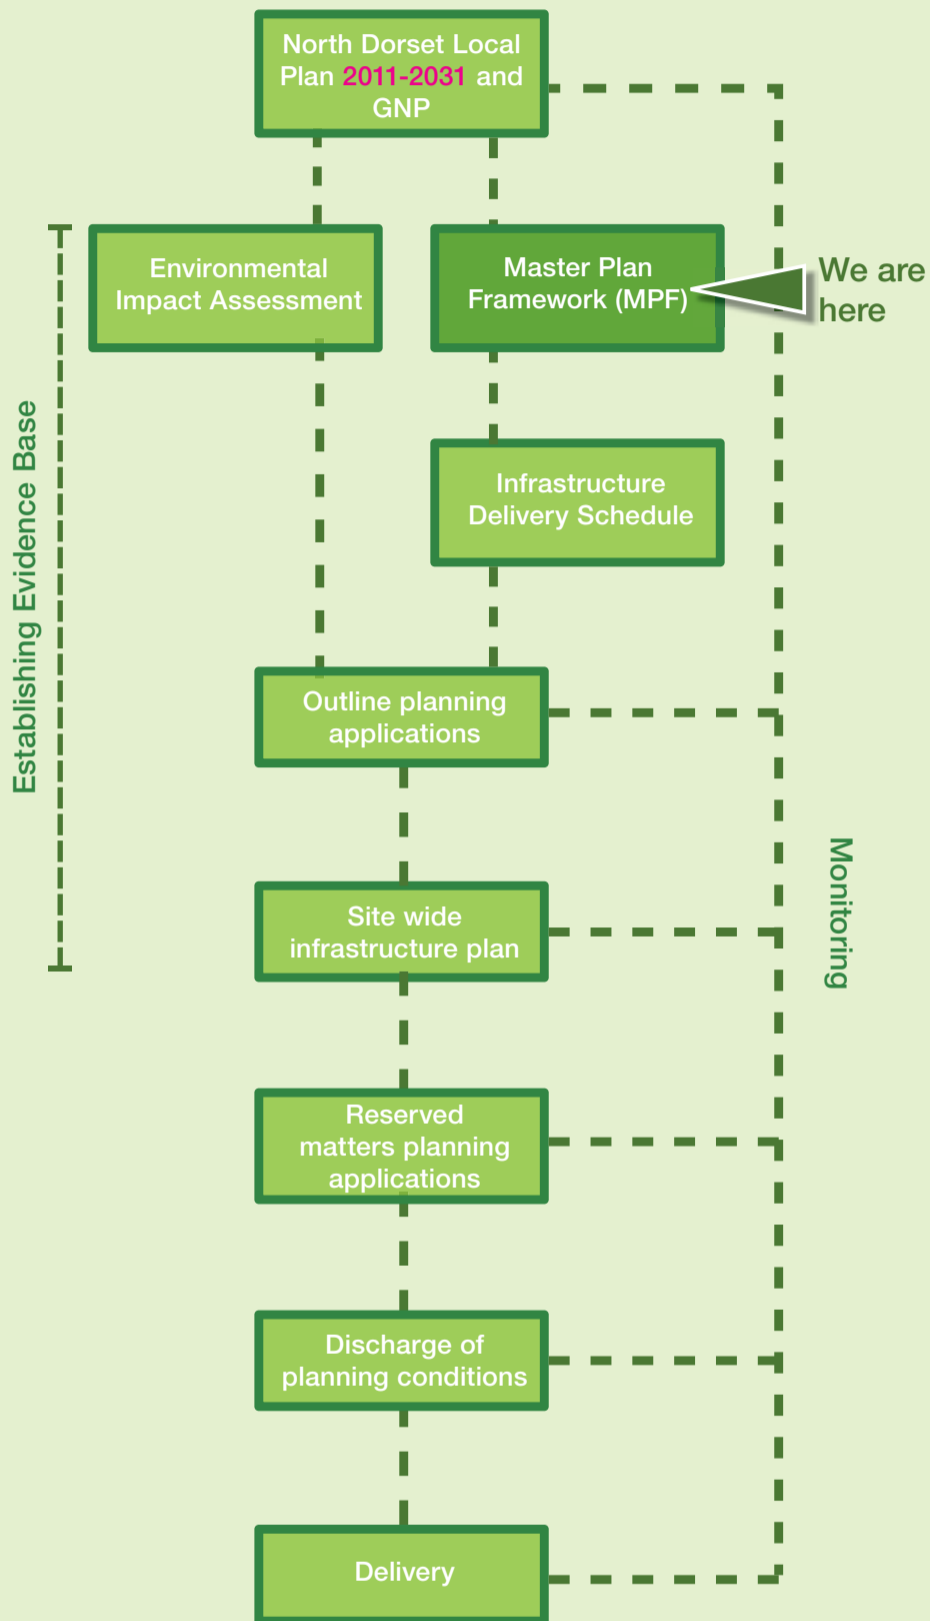 North Dorset Local
Plan 2011-2031 and
GNP
Environmental
Impact Assessment
Master Plan
Framework (MPF)
We are
here
Infrastructure
Delivery Schedule
Establishing Evidence Base
Outline planning
applications
Monitoring
Site wide
infrastructure plan
Reserved
matters planning
applications
Discharge of
planning conditions
Delivery